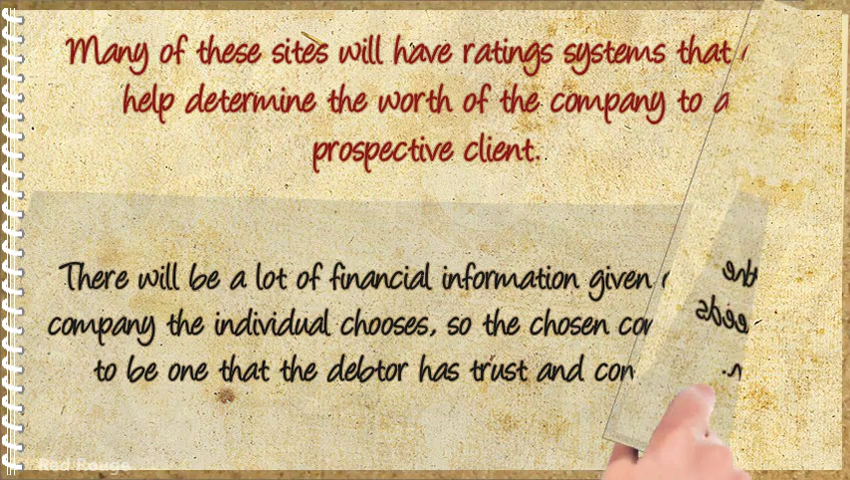 Many of these sites will have ratings systems that
help determine the worth of the company to a
prospective client.
There will be a lot of financial information given
company the individual chooses, so the chosen
to be one that the debtor has trust and
Red Rouge